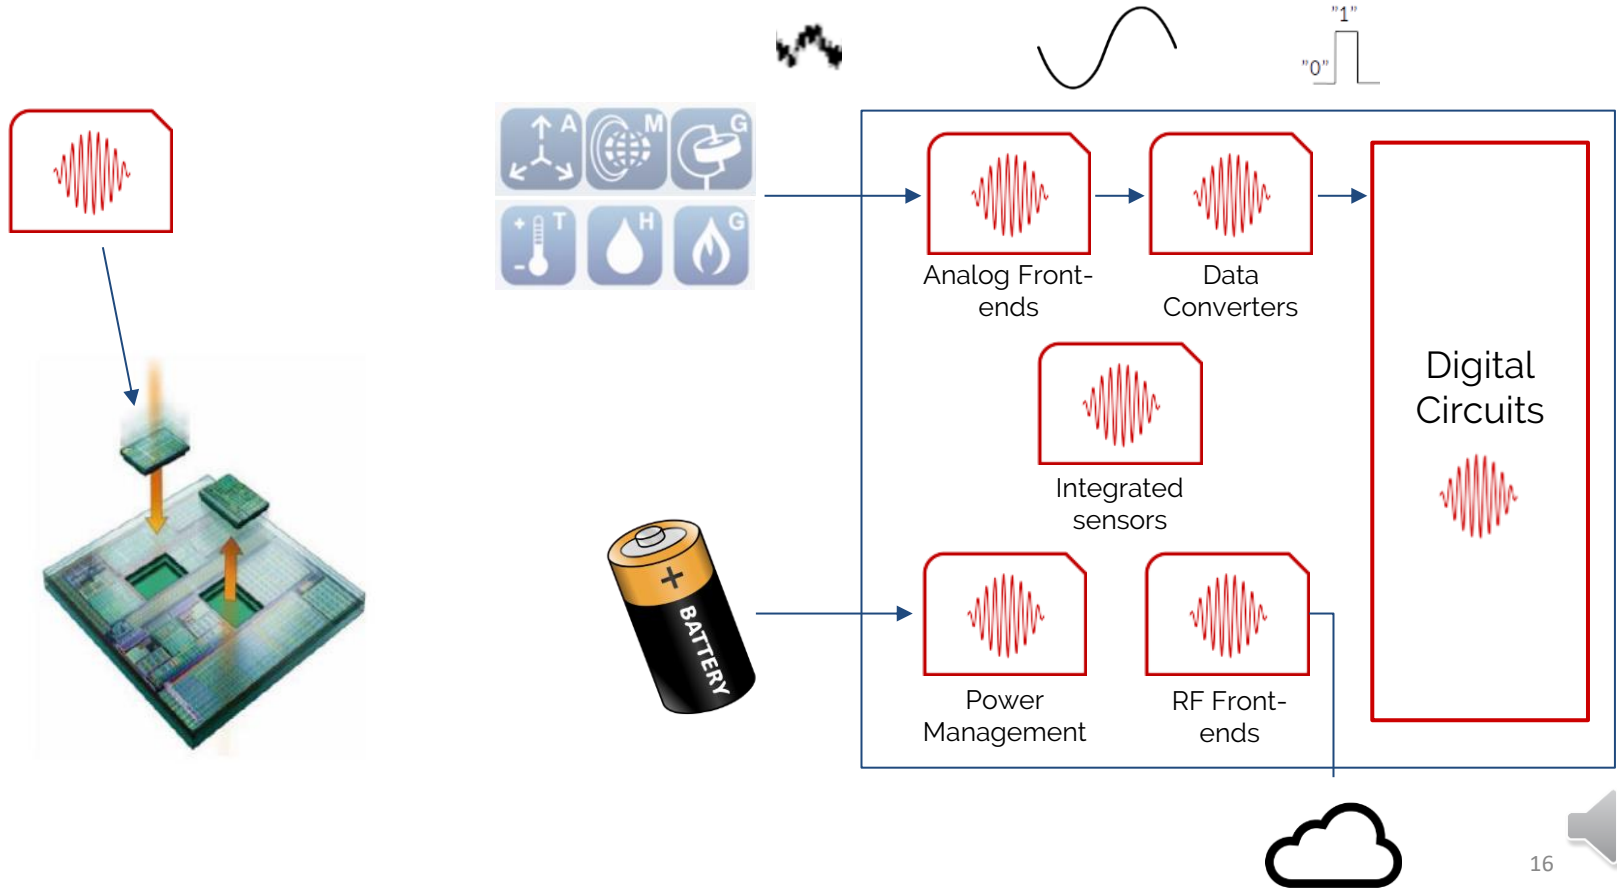 "1"
"0"
A
M
G
T
H
G
Analog Front-
ends
Data
Converters
Digital
Circuits
Integrated
sensors
+
BATTERY
Power
Management
RF Front-
ends
16